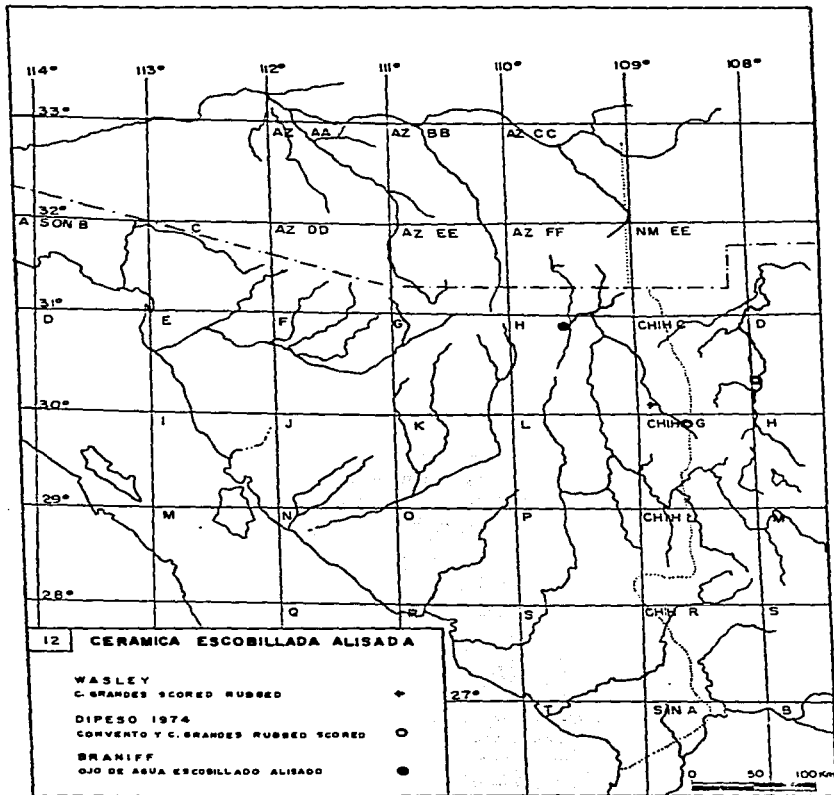 114° 113° 112° 111° 110° 109° 108°
33°
AZ AA AZ BB AZ CC
32°
A SON B C AZ DD AZ EE AZ FF NM EE
31°
D E F G H CHIH C D
30°
I J K L CHIH G H
29°
M N O P CHIH L M
28°
Q R S CHIH R S
12 CERAMICA ESCOBILLADA ALISADA
WASLEY
C. GRANDES SCORED RUBBED
27°
T SIN A B
DIPESO 1974
CONVENTO Y C. GRANDES RUBBED SCORED
BRANIFF
OJO DE AGUA ESCOBILLADO ALISADO
0 50 100 KM